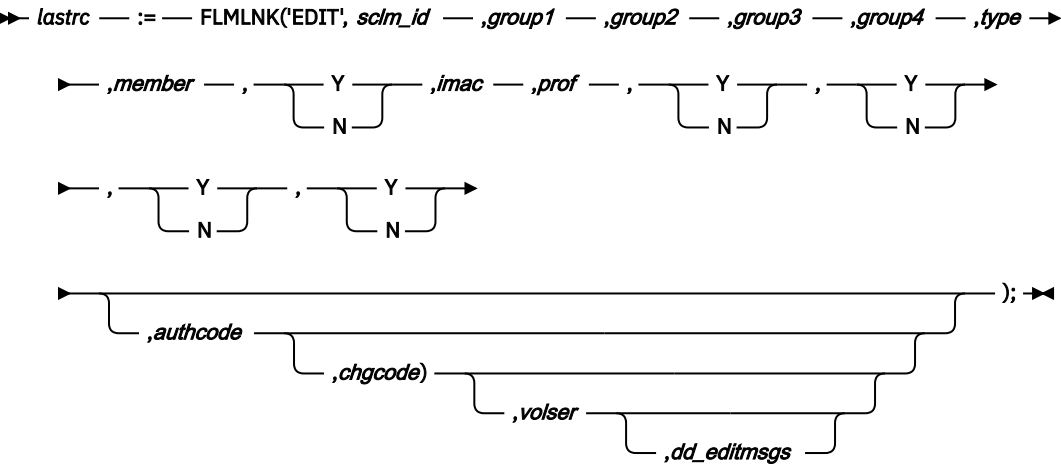 lastrc := FLMLNK('EDIT', sclm_id ,group1 ,group2 ,group3 ,group4 ,type
,member , Y ,imac ,prof , Y , Y
N N N
, Y , Y
N N
);
,authcode
,chgcode)
,volser
,dd_editmsgs